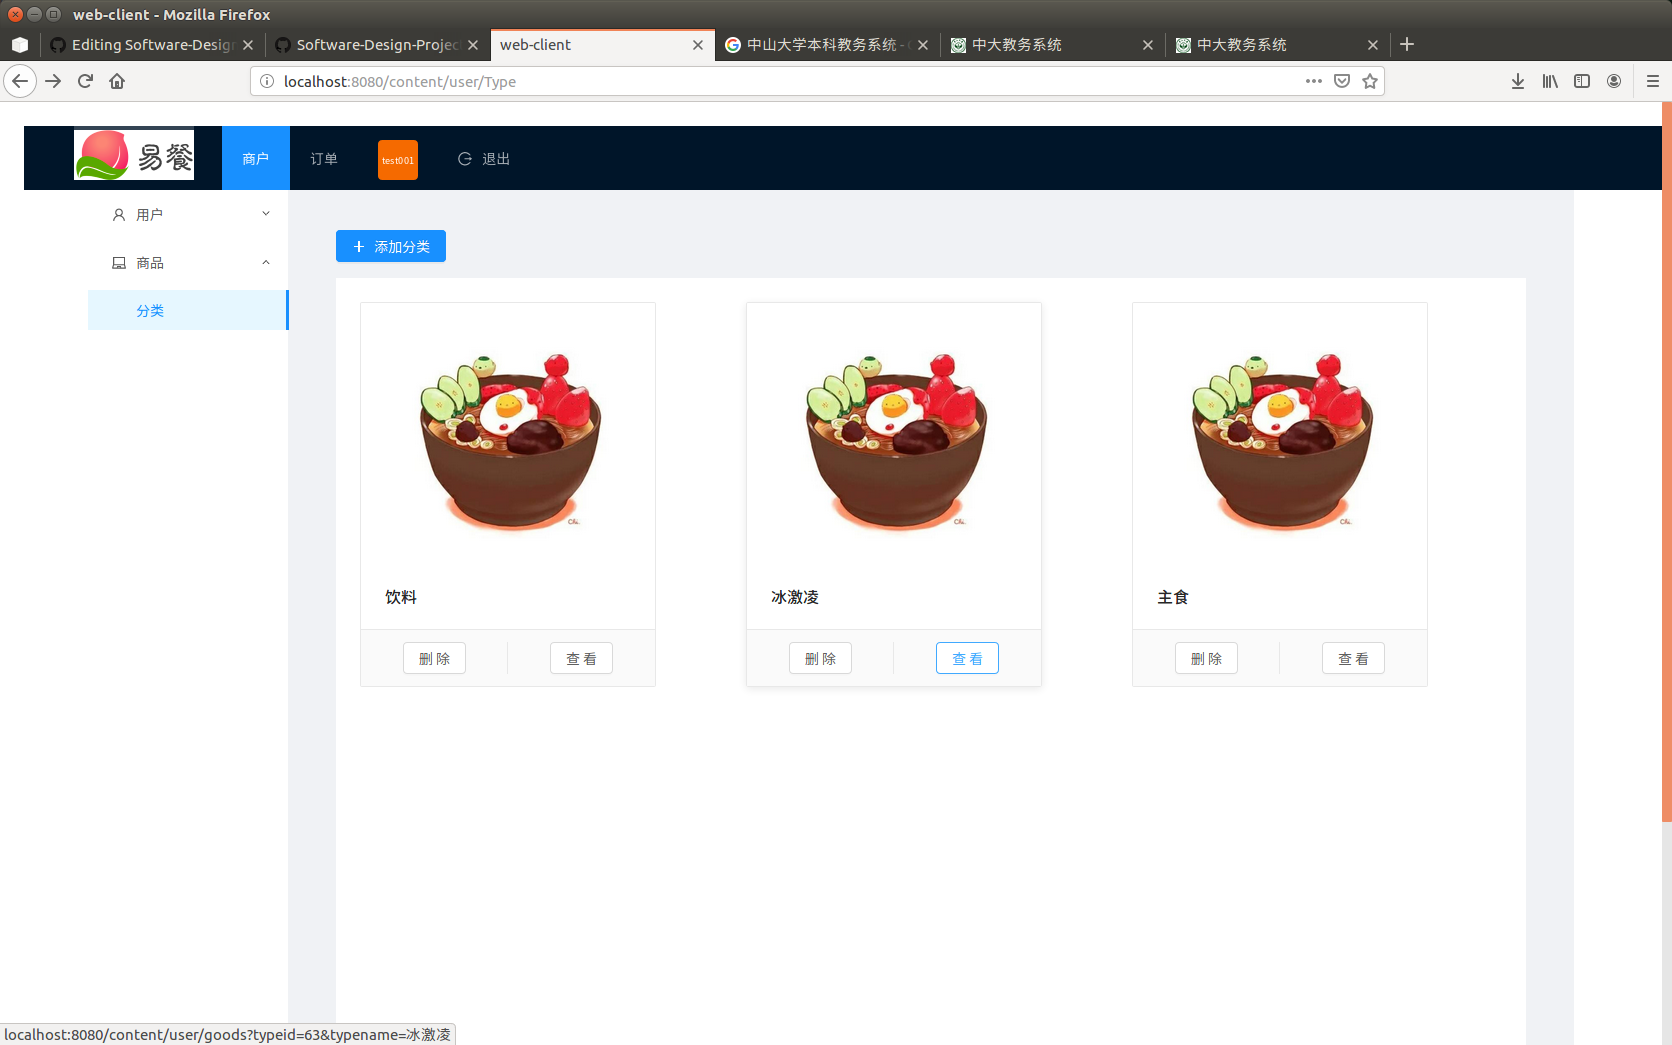 web-client - Mozilla Firefox
Editing Software-Design
Software-Design-Projec
web-client
中山大学本科教务系统 -
中大教务系统
中大教务系统
localhost:8080/content/user/Type
易餐
商户
订单
test001
退出
用户
商品
分类
添加分类
饮料
冰激凌
主食
删 除
查 看
删 除
查 看
删 除
查 看
localhost:8080/content/user/goods?typeid=63&typename=冰激凌